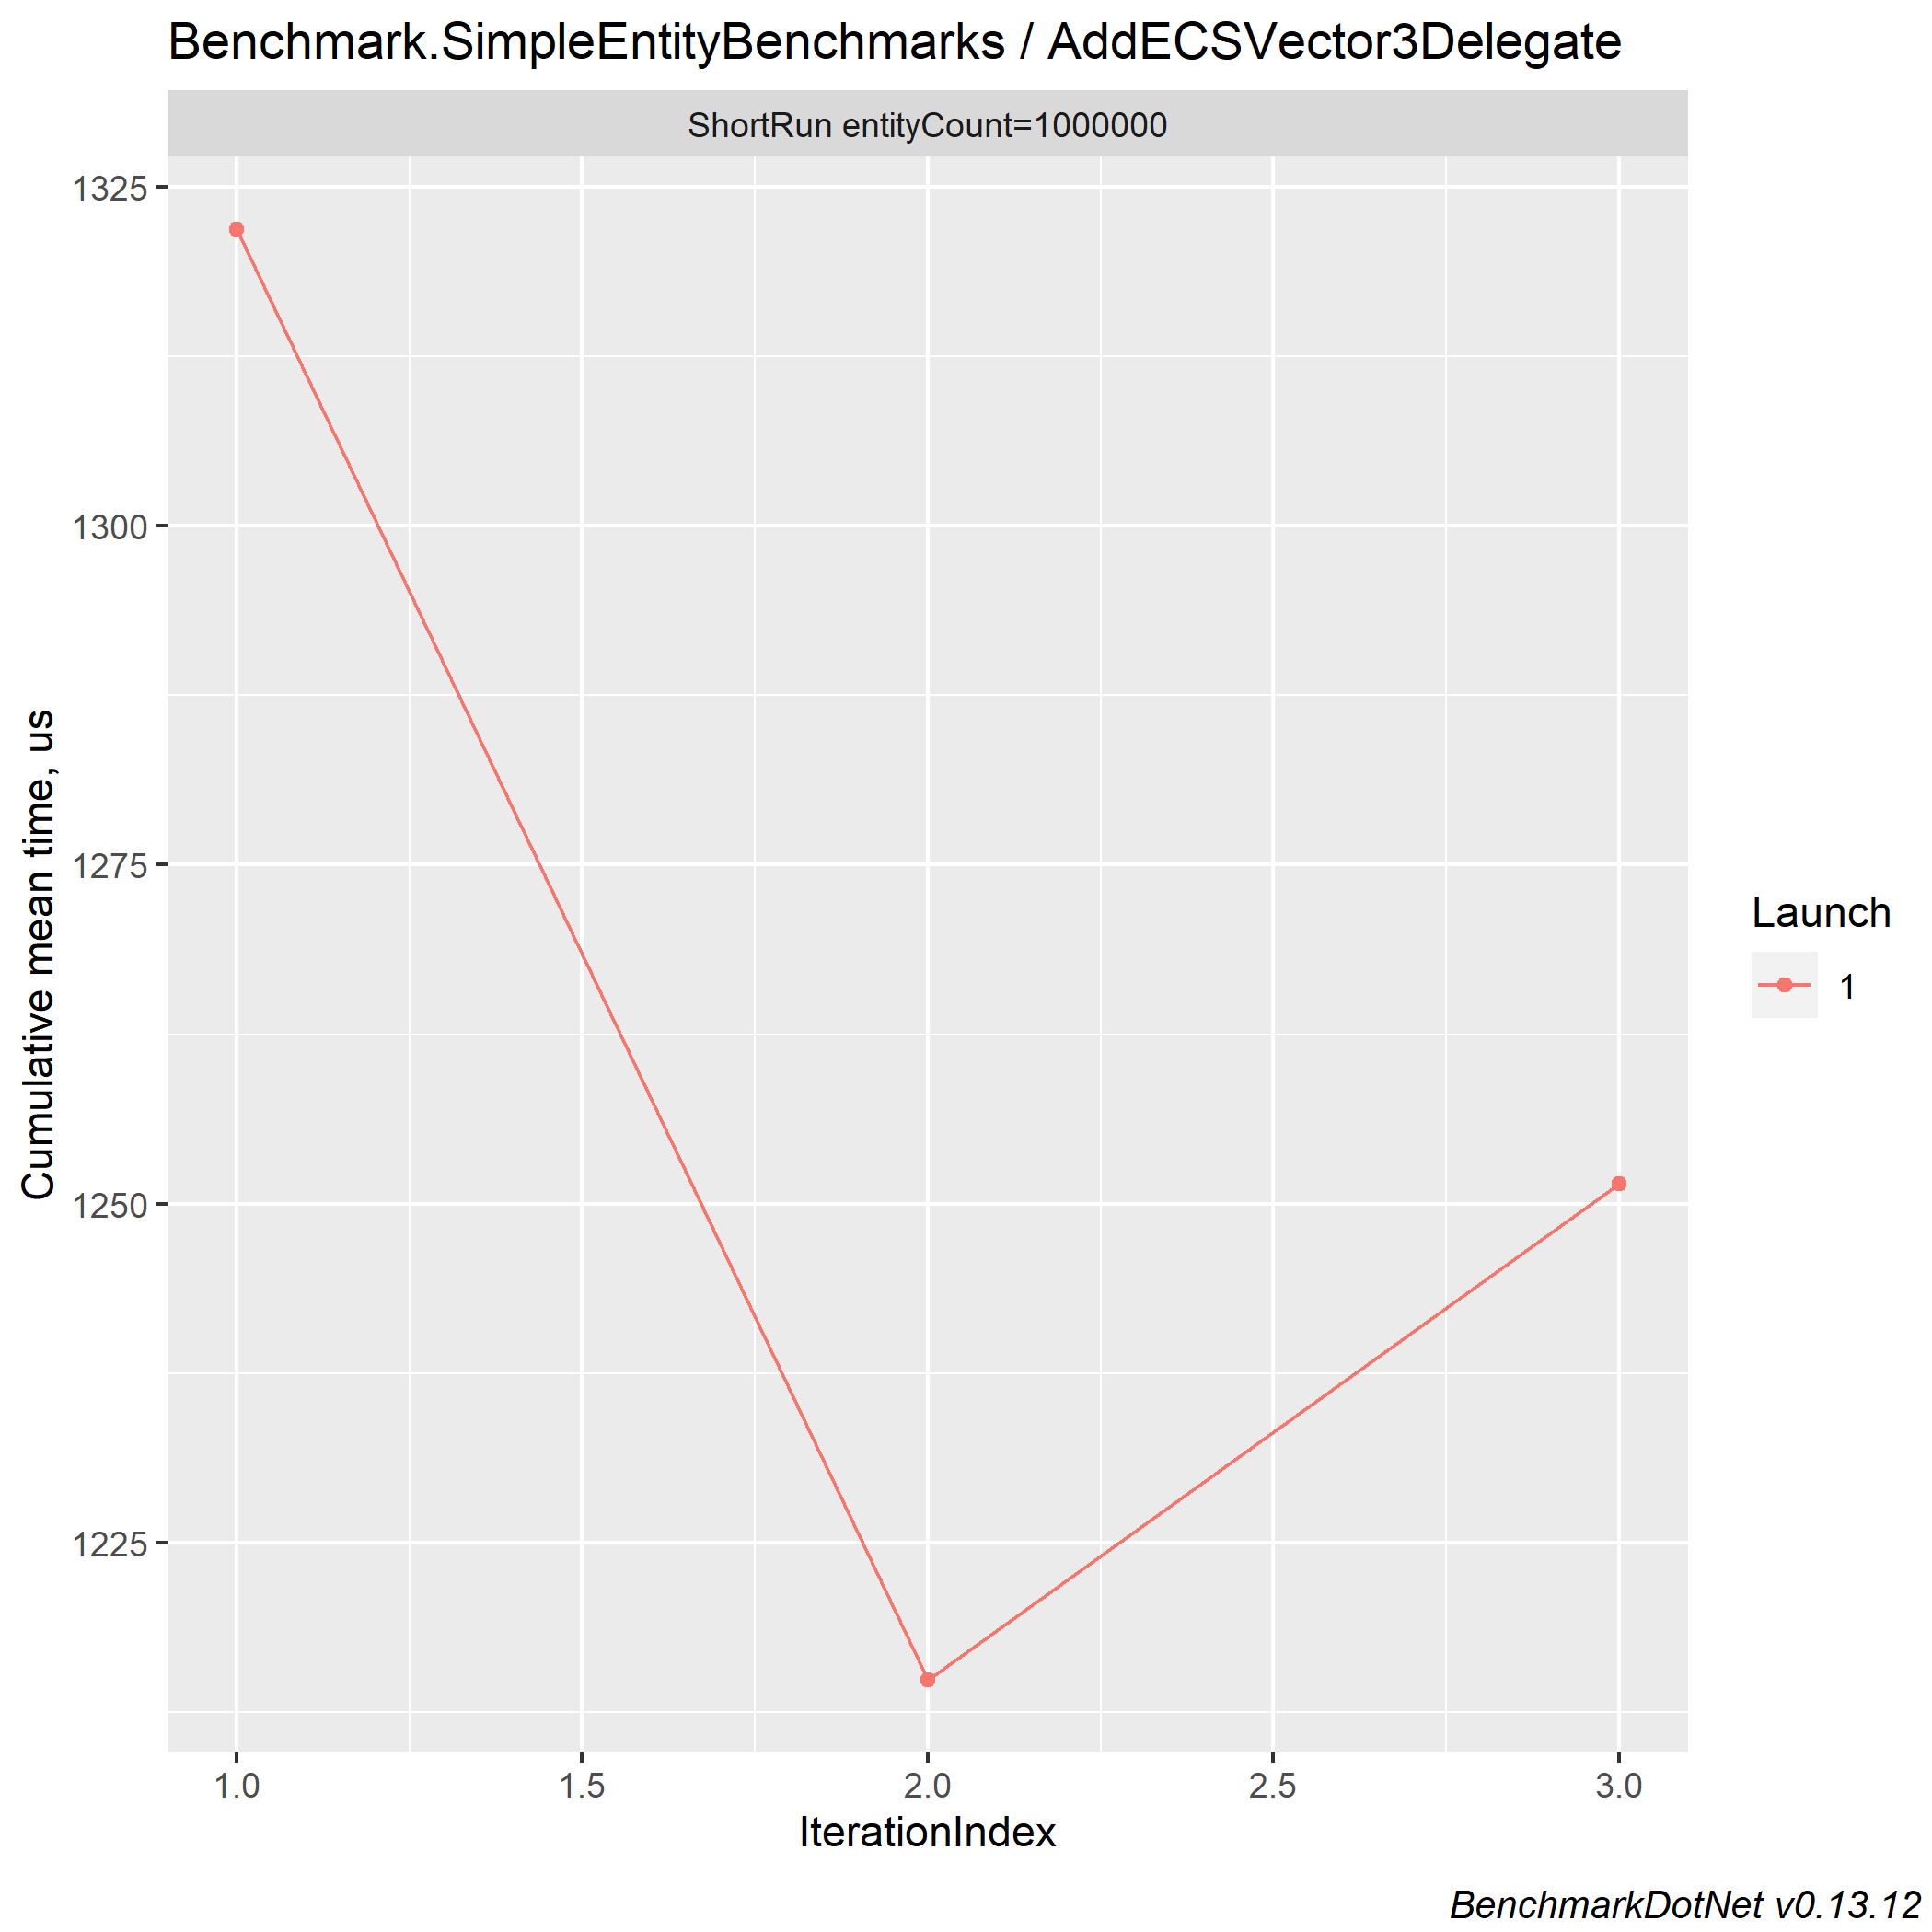 Benchmark.SimpleEntityBenchmarks / AddECSVector3Delegate
ShortRun entityCount=1000000
1325
1300
1275
1250
1225
Cumulative mean time, us
1.0
1.5
2.0
2.5
3.0
IterationIndex
Launch
1
BenchmarkDotNet v0.13.12